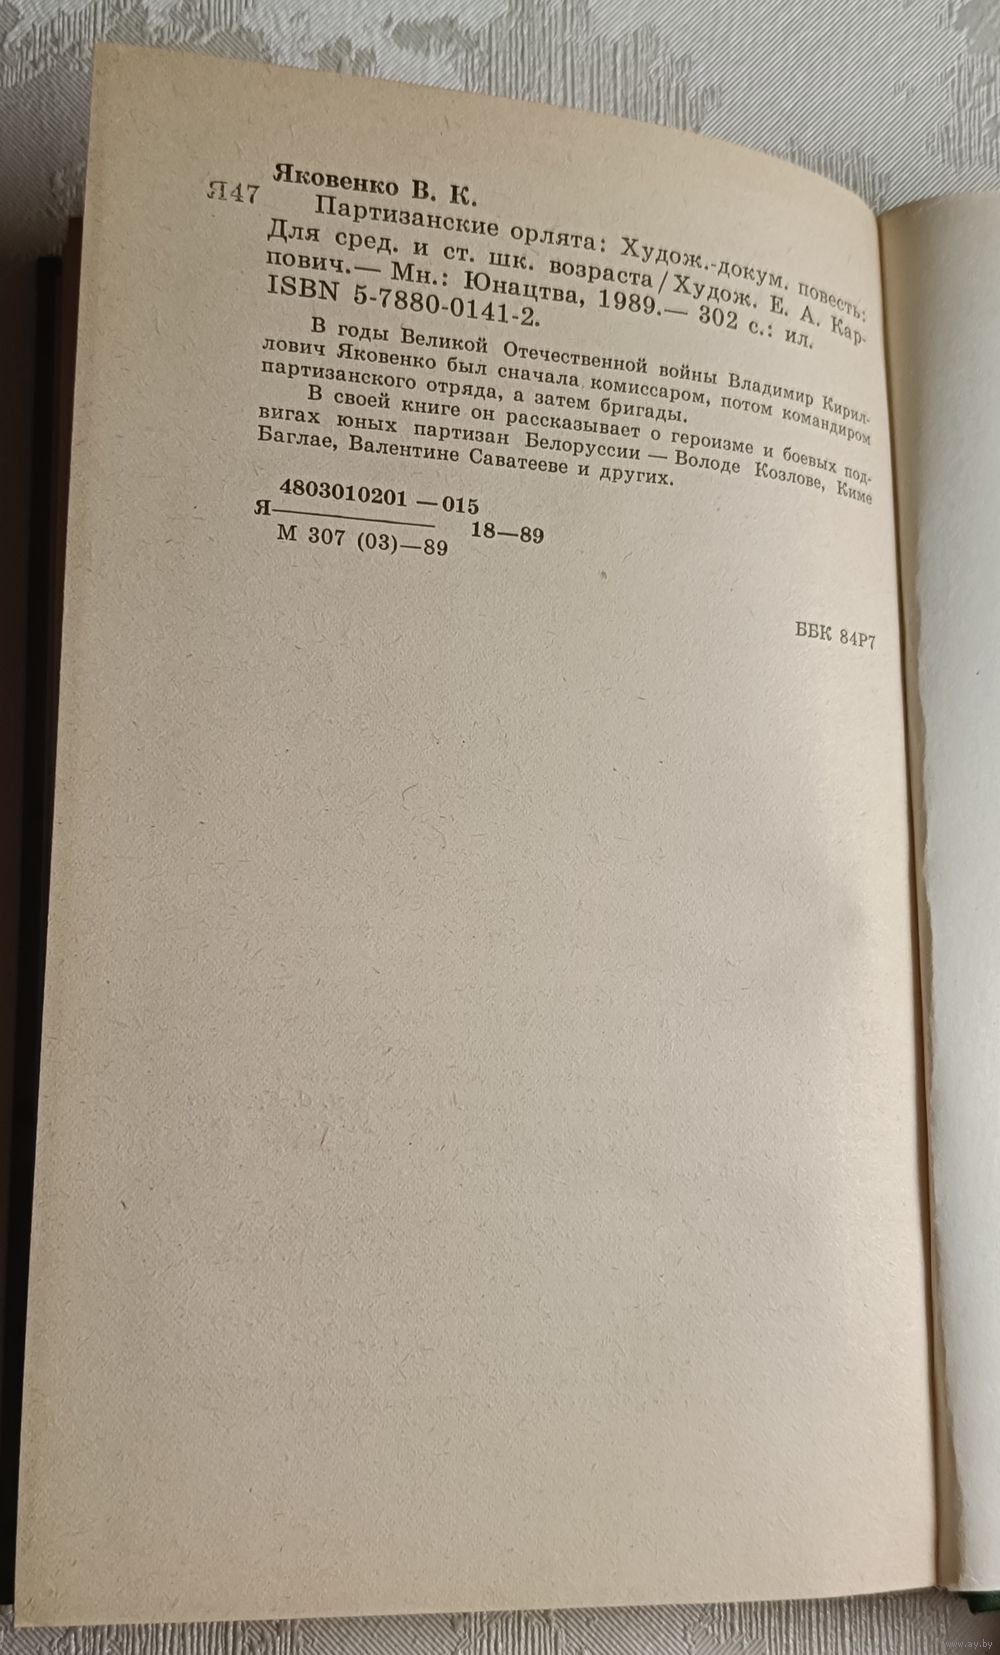 Яковенко В. К.
Я47 Партизанские орлята: Худож.-докум. повесть:
Для сред. и ст. шк. возраста / Худож. Е. А. Кар-
пович.— Мн.: Юнацтва, 1989.— 302 с.: ил.
ISBN 5-7880-0141-2.
В годы Великой Отечественной войны Владимир Кирил-
лович Яковенко был сначала комиссаром, потом командиром
партизанского отряда, а затем бригады.
В своей книге он рассказывает о героизме и боевых под-
вигах юных партизан Белоруссии — Володе Козлове, Киме
Баглае, Валентине Саватееве и других.
4803010201—015
Я 18—89
М 307 (03)—89
ББК 84Р7
www.ay.by